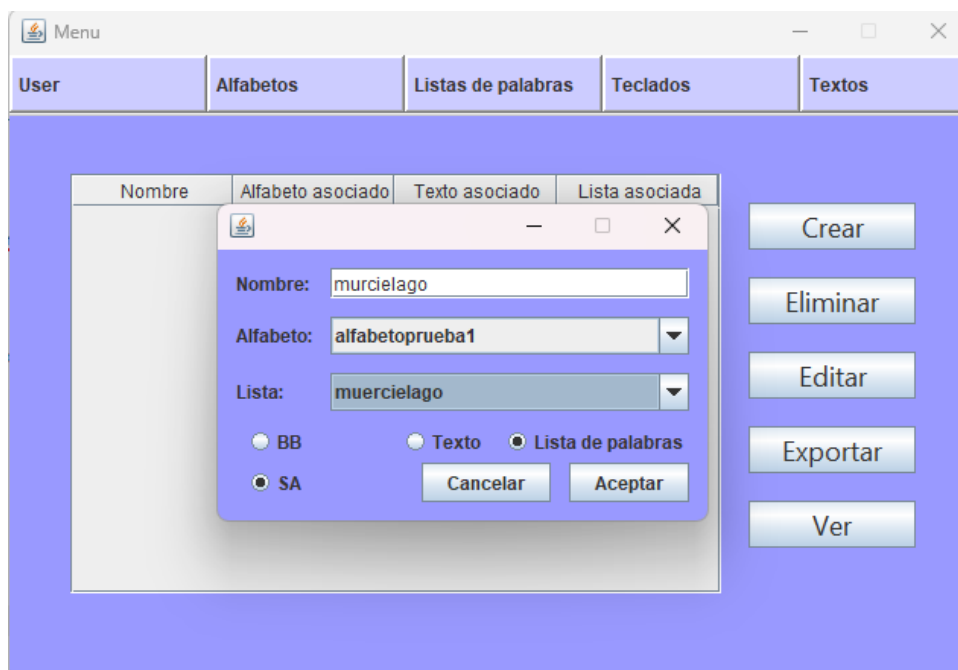 Menu
User Alfabetos Listas de palabras Teclados Textos
Nombre Alfabeto asociado Texto asociado Lista asociada
Nombre: murcielago
Alfabeto: alfabetoprueba1
Lista: muercielago
BB Texto Lista de palabras
SA Cancelar Aceptar
Crear
Eliminar
Editar
Exportar
Ver